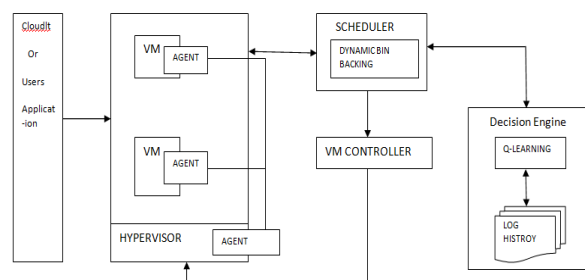 CloudIt
Or
Users
Applicat
-ion
VM
AGENT
VM
AGENT
HYPERVISOR
AGENT
SCHEDULER
DYNAMIC BIN
BACKING
VM CONTROLLER
Decision Engine
Q-LEARNING
LOG
HISTROY